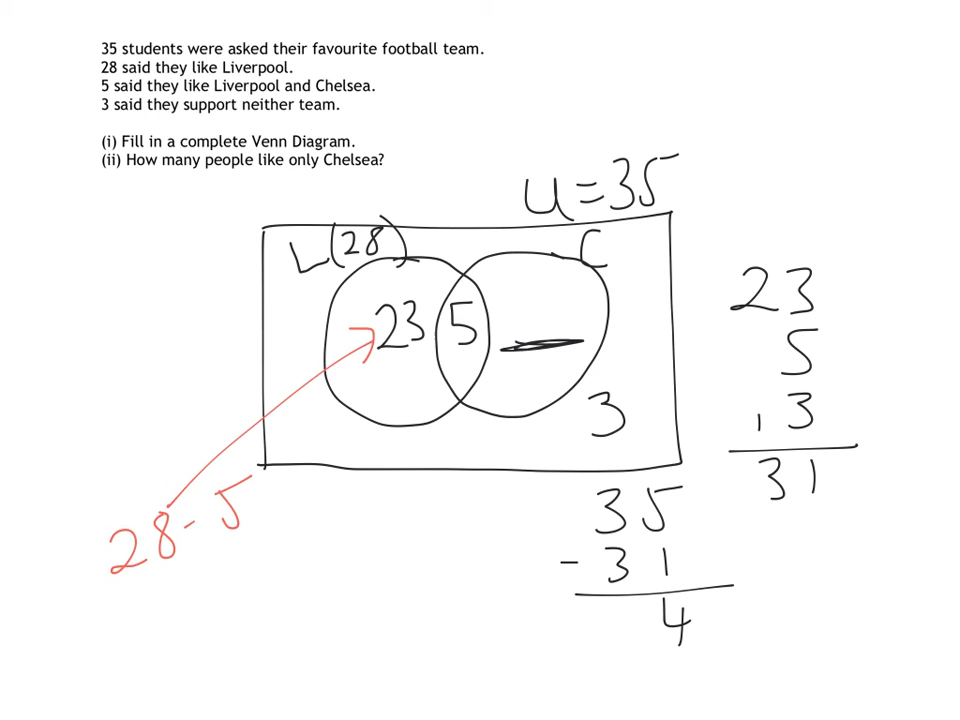 35 students were asked their favourite football team.
28 said they like Liverpool.
5 said they like Liverpool and Chelsea.
3 said they support neither team.
(i) Fill in a complete Venn Diagram.
(ii) How many people like only Chelsea?
U=35
L(28)
C
23
5
3
28-5
23
5
13
31
35
-31
4